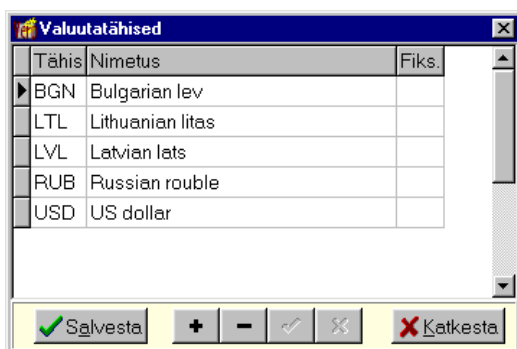 Valuutatähised
Tähis Nimetus Fiks.
BGN Bulgarian lev
LTL Lithuanian litas
LVL Latvian lats
RUB Russian rouble
USD US dollar
Salvesta + - Katkesta